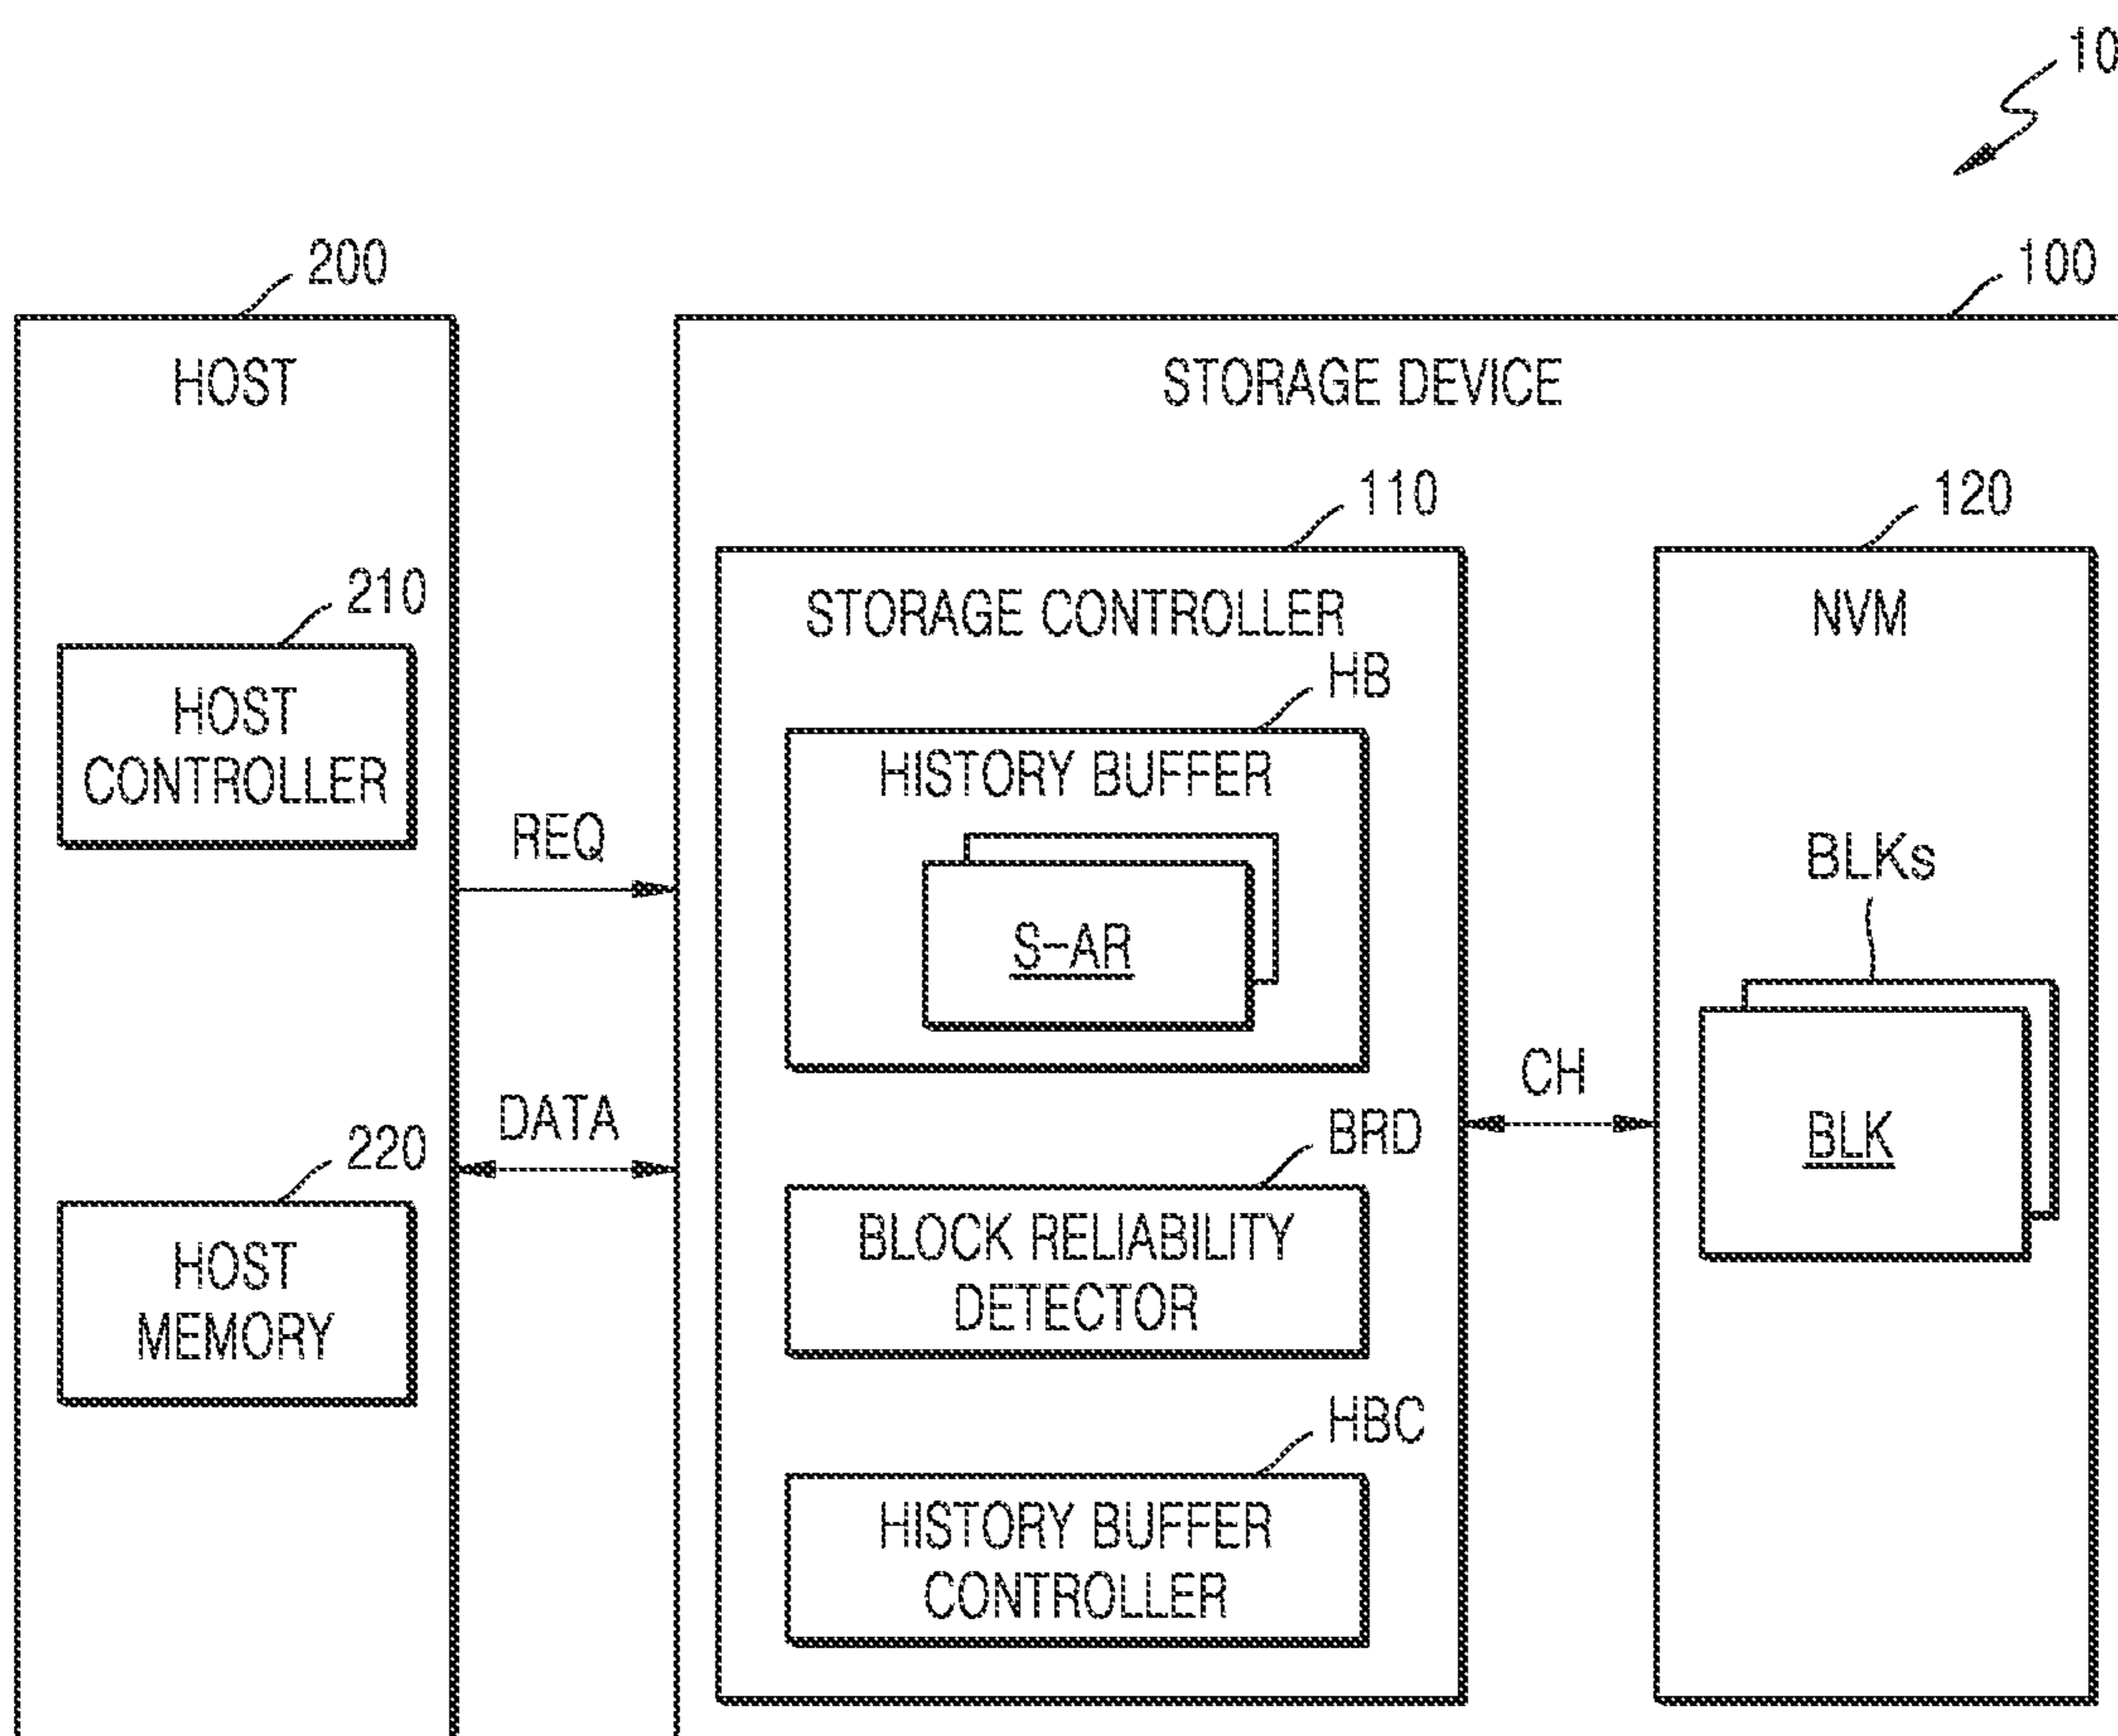 10
200
100
HOST
STORAGE DEVICE
110
120
STORAGE CONTROLLER
NVM
210
HOST
CONTROLLER
HB
HISTORY BUFFER
S-AR
REQ
BLKs
BLK
CH
DATA
220
HOST
MEMORY
BRD
BLOCK RELIABILITY
DETECTOR
HBC
HISTORY BUFFER
CONTROLLER